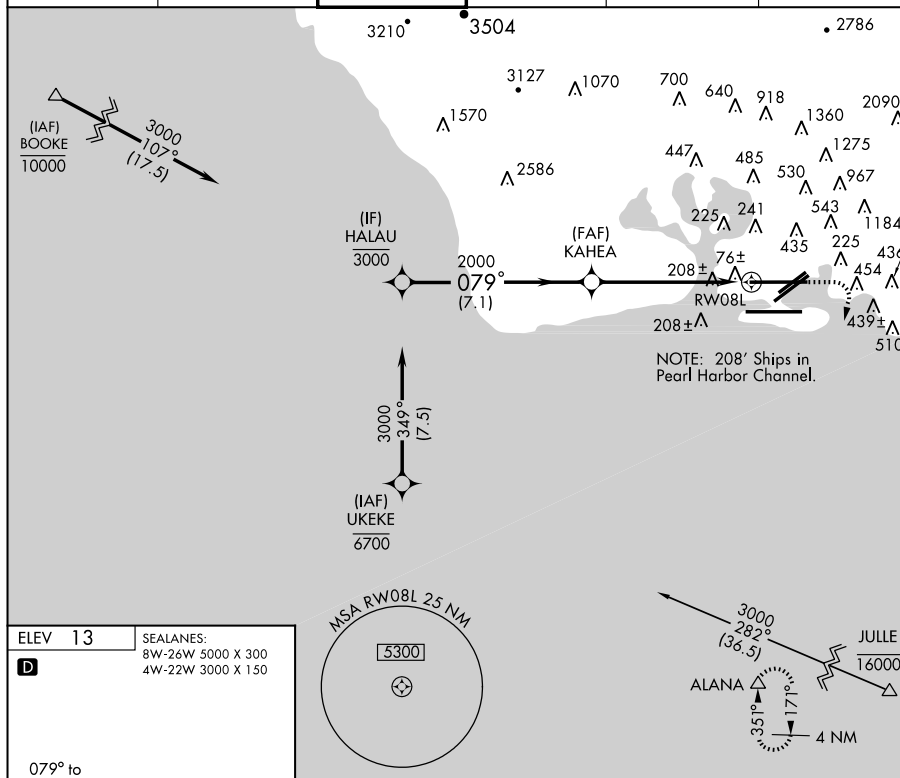 3210
3504
2786
3127
1070
700
640
918
2090
1570
1360
(IAF)
BOOKE
10000
3000
107°
(17.5)
447
485
1275
2586
530
967
(IF)
HALAU
3000
(FAF)
KAHEA
225
241
435
543
1184
225
2000
079°
(7.1)
208±
76±
454
436
RW08L
208±
439±
510
NOTE: 208' Ships in
Pearl Harbor Channel.
3000
349°
(7.5)
(IAF)
UKEKE
6700
MSA RW08L 25 NM
5300
3000
282°
(36.5)
JULLE
16000
ALANA
351°
171°
4 NM
ELEV 13
D
SEALANES:
8W-26W 5000 X 300
4W-22W 3000 X 150
079° to